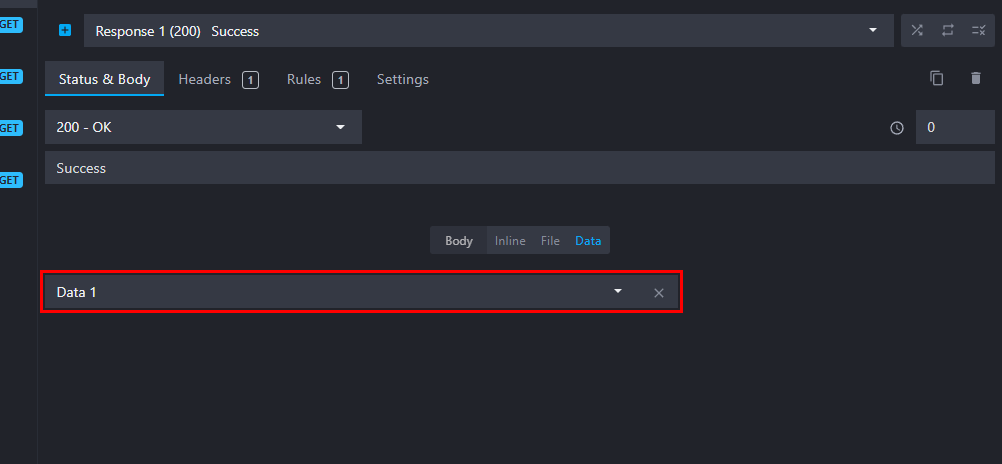 GET
Response 1 (200) Success
GET
Status & Body Headers 1 Rules 1 Settings
GET
200 - OK 0
Success
GET
Body Inline File Data
Data 1